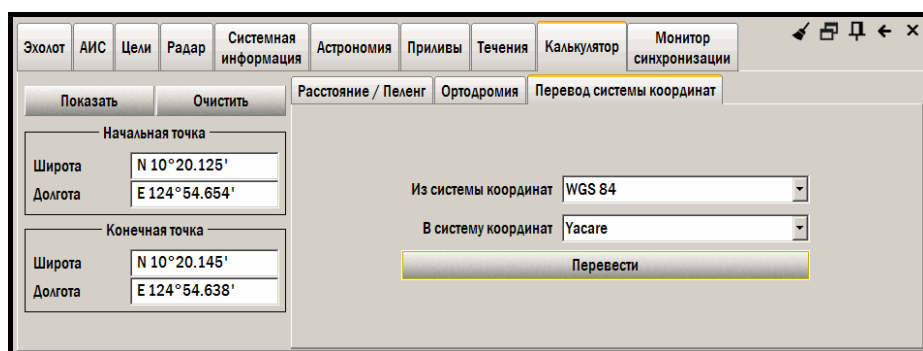 Эхолот АИС Цели Радар Системная информация Астрономия Приливы Течения Калькулятор Монитор синхронизации
Показать Очистить
Расстояние / Пеленг Ортодромия Перевод системы координат
Начальная точка
Широта N 10°20.125'
Долгота E 124°54.654'
Из системы координат WGS 84
В систему координат Yacare
Перевести
Конечная точка
Широта N 10°20.145'
Долгота E 124°54.638'